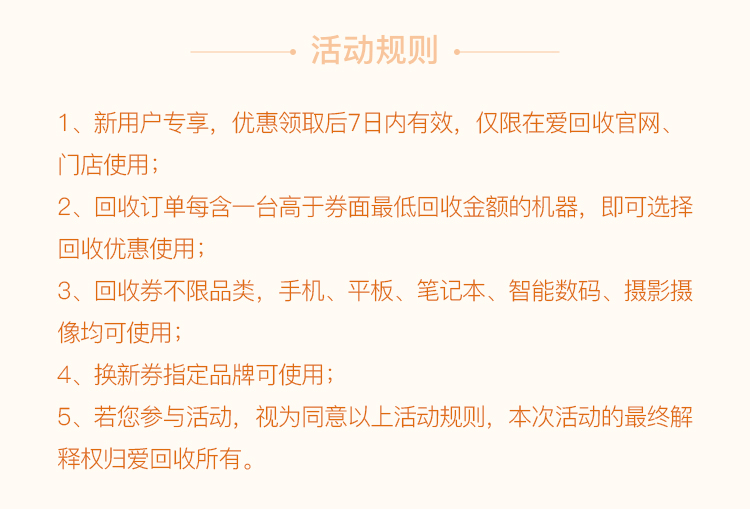 活动规则
1、新用户专享，优惠领取后7日内有效，仅限在爱回收官网、
门店使用；
2、回收订单每含一台高于券面最低回收金额的机器，即可选择
回收优惠使用；
3、回收券不限品类，手机、平板、笔记本、智能数码、摄影摄
像均可使用；
4、换新券指定品牌可使用；
5、若您参与活动，视为同意以上活动规则，本次活动的最终解
释权归爱回收所有。